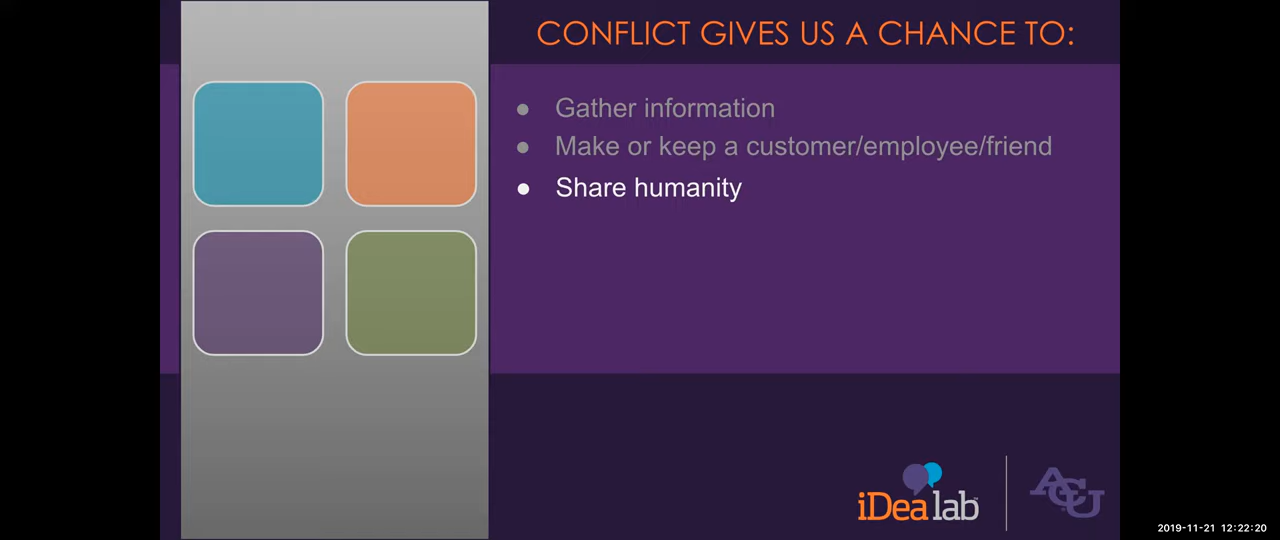 CONFLICT GIVES US A CHANCE TO:
● Gather information
● Make or keep a customer/employee/friend
● Share humanity
iDea lab™
ACU
2019-11-21 12:22:20